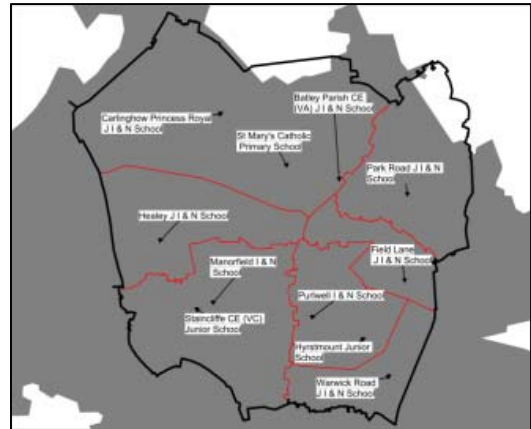 Batley Parish CE
(VA) J I & N School
Carlinghow Princess Royal
J I & N School
St Mary's Catholic
Primary School
Park Road J I & N
School
Healey J I & N School
Field Lane
J I & N School
Manorfield I & N
School
Purlwell I & N School
Staincliffe CE (VC)
Junior School
Hyrstmount Junior
School
Warwick Road
J I & N School